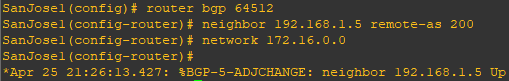 SanJose1(config)# router bgp 64512
SanJose1(config-router)# neighbor 192.168.1.5 remote-as 200
SanJose1(config-router)# network 172.16.0.0
SanJose1(config-router)#
*Apr 25 21:26:13.427: %BGP-5-ADJCHANGE: neighbor 192.168.1.5 Up